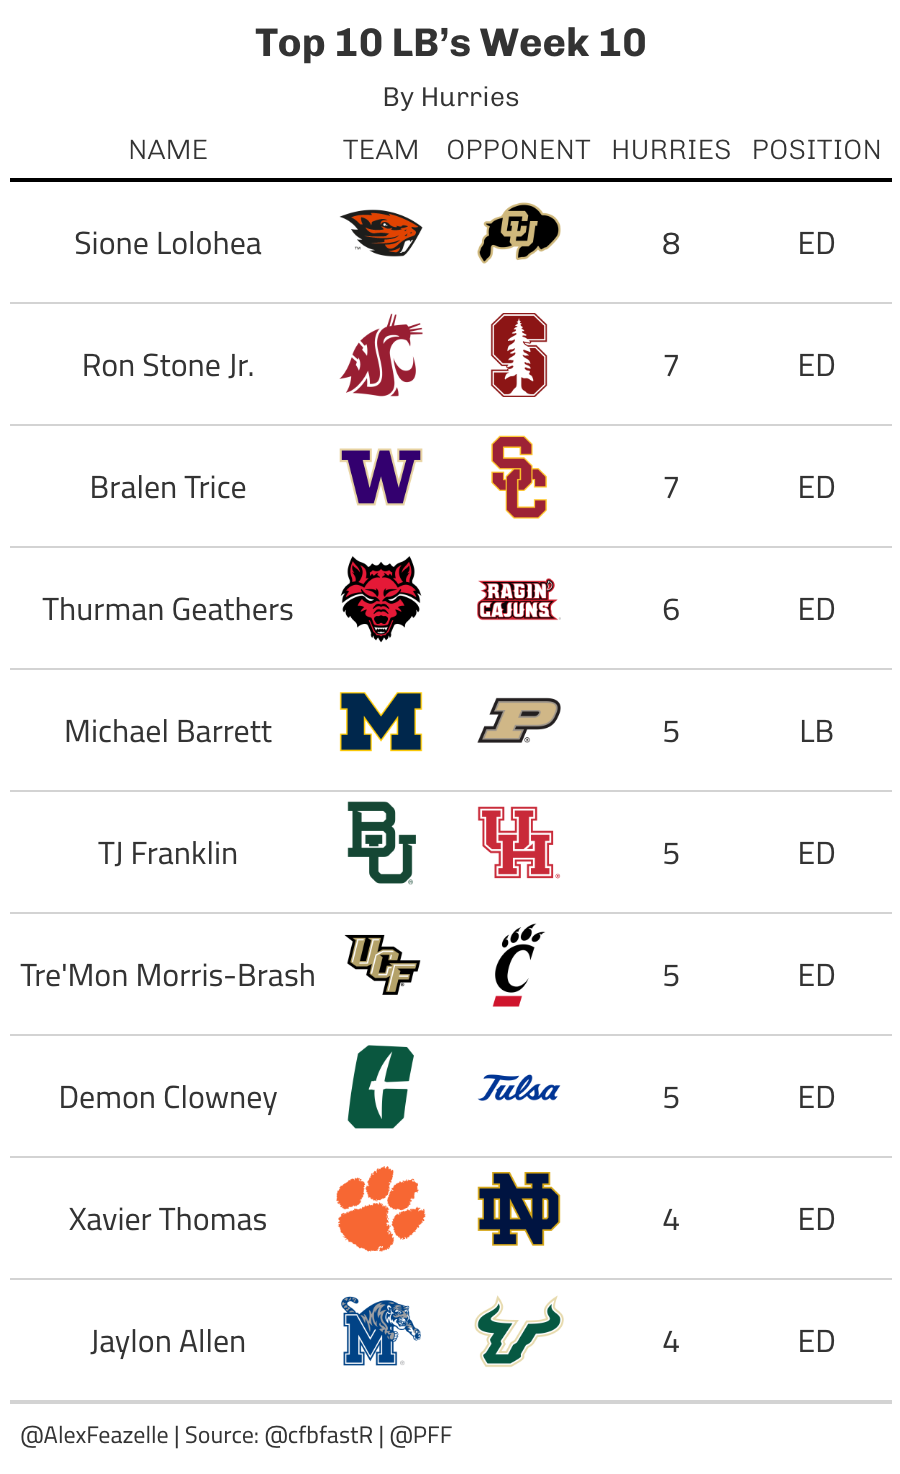 Top 10 LB’s Week 10
By Hurries
NAME TEAM OPPONENT HURRIES POSITION
Sione Lolohea CU 8 ED
Ron Stone Jr. WSC S 7 ED
Bralen Trice W SC 7 ED
Thurman Geathers RAGIN' CAJUNS 6 ED
Michael Barrett M P 5 LB
TJ Franklin BU UH 5 ED
Tre'Mon Morris-Brash UCF C 5 ED
Demon Clowney C Tulsa 5 ED
Xavier Thomas ND 4 ED
Jaylon Allen M U 4 ED
@AlexFeazelle | Source: @cfbfastR | @PFF